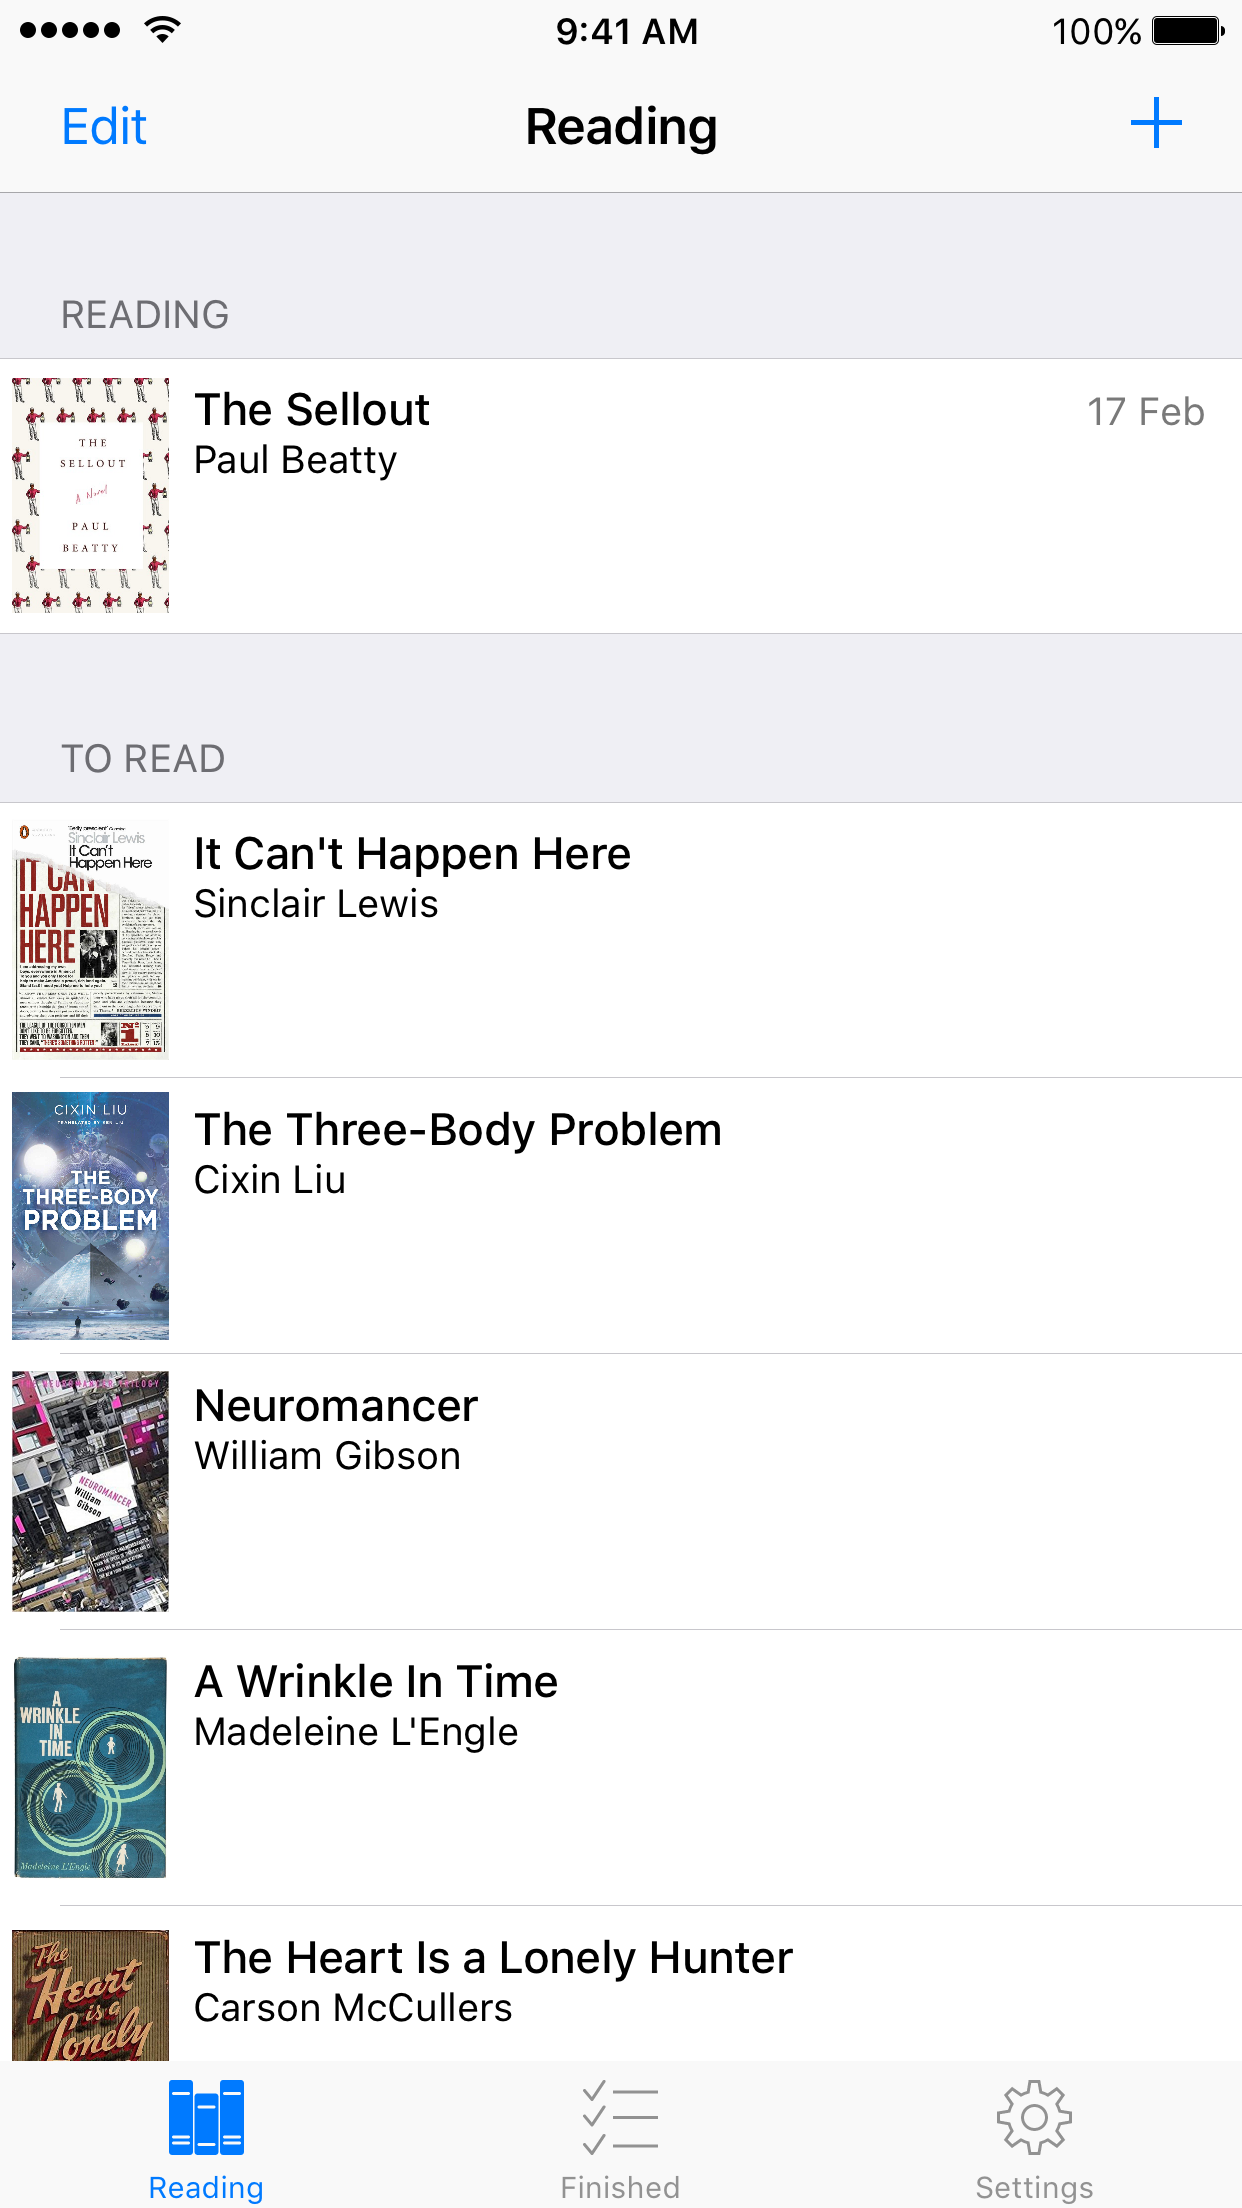 9:41 AM
100%
Edit
Reading
READING
THE
SELLOUT
A Novel
PAUL
BEATTY
The Sellout
17 Feb
Paul Beatty
TO READ
Sinclair Lewis
It Can't
Happen Here
IT CAN'T
HAPPEN
HERE
It Can't Happen Here
Sinclair Lewis
CIXIN LIU
TRANSLATED BY KEN LIU
THE
THREE-BODY
PROBLEM
The Three-Body Problem
Cixin Liu
NEUROMANCER
William
Gibson
Neuromancer
William Gibson
A
WRINKLE
IN
TIME
Madeleine L'Engle
A Wrinkle In Time
Madeleine L'Engle
The
Heart
is a
Lonely
The Heart Is a Lonely Hunter
Carson McCullers
Reading
Finished
Settings